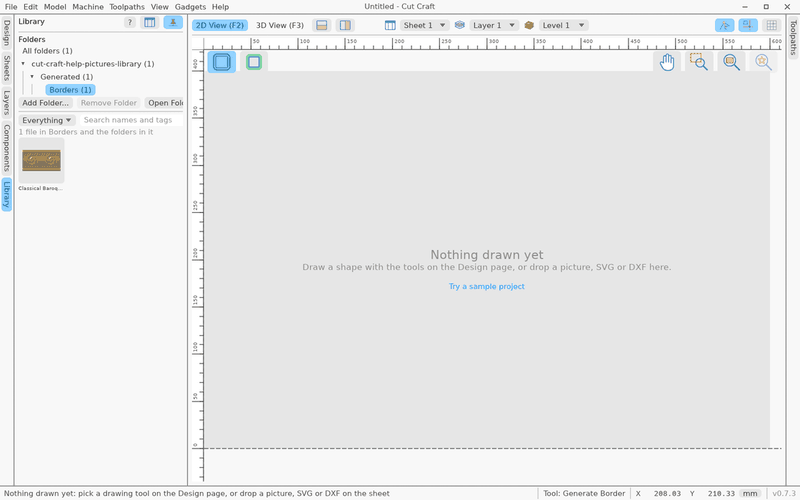 File Edit Model Machine Toolpaths View Gadgets Help
Untitled - Cut Craft
Library
?
2D View (F2) 3D View (F3) Sheet 1 Layer 1 Level 1
Design
Sheets
Layers
Components
Library
Toolpaths
Folders
All folders (1)
cut-craft-help-pictures-library (1)
Generated (1)
Borders (1)
Add Folder... Remove Folder Open Fol
Everything Search names and tags
1 file in Borders and the folders in it
Classical Baroq...
50 100 150 200 250 300 350 400 450 500 550 600
400
350
300
250
200
150
100
50
0
Nothing drawn yet
Draw a shape with the tools on the Design page, or drop a picture, SVG or DXF here.
Try a sample project
Nothing drawn yet: pick a drawing tool on the Design page, or drop a picture, SVG or DXF on the sheet
Tool: Generate Border X 208.03 Y 210.33 mm v0.7.3